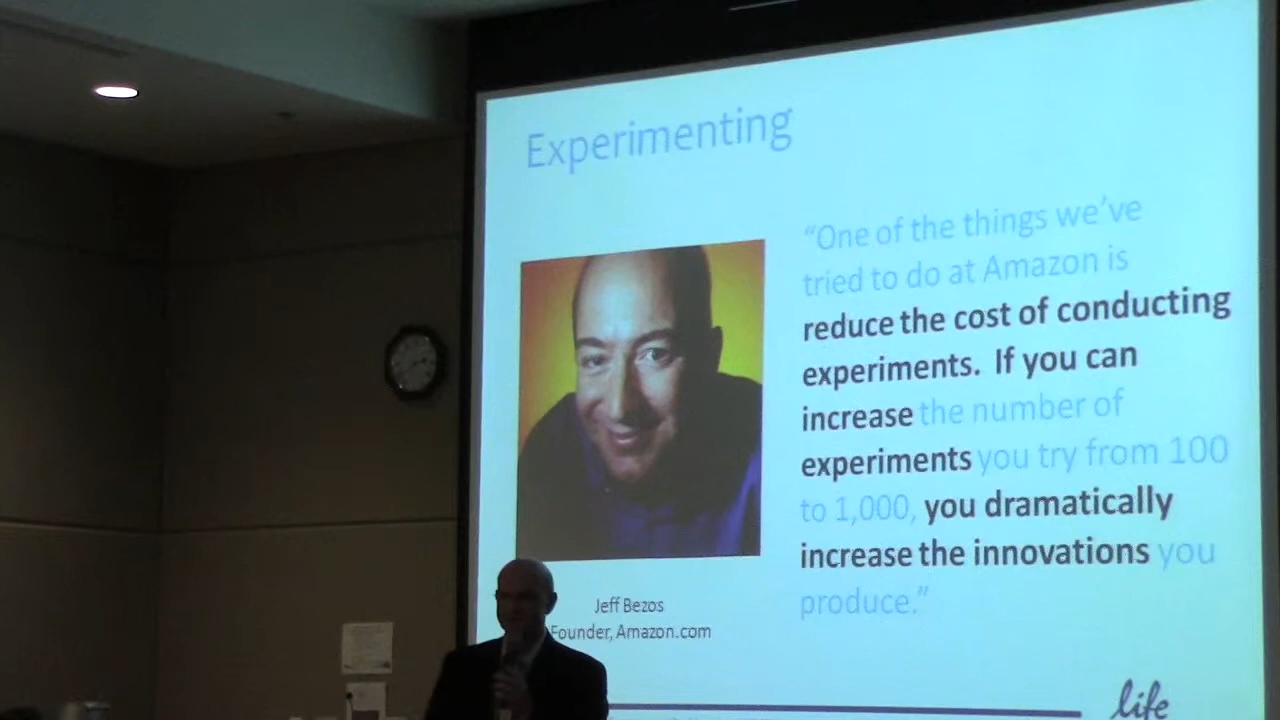 Experimenting
“One of the things we’ve
tried to do at Amazon is
reduce the cost of conducting
experiments. If you can
increase the number of
experiments you try from 100
to 1,000, you dramatically
increase the innovations you
produce.”
Jeff Bezos
Founder, Amazon.com
life